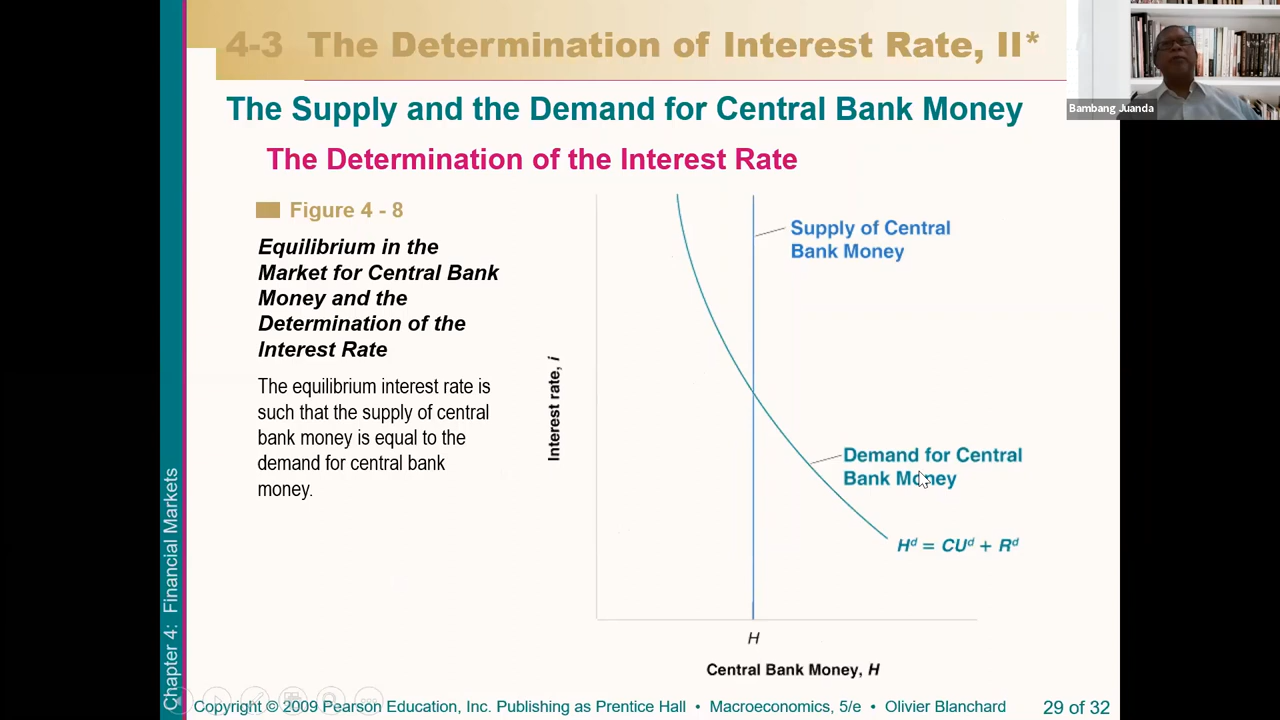 4-3 The Determination of Interest Rate, II*
Bambang Juanda
The Supply and the Demand for Central Bank Money
The Determination of the Interest Rate
Figure 4 - 8
Equilibrium in the
Market for Central Bank
Money and the
Determination of the
Interest Rate
The equilibrium interest rate is
such that the supply of central
bank money is equal to the
demand for central bank
money.
Supply of Central
Bank Money
Interest rate, i
Demand for Central
Bank Money
Hᵈ = CUᵈ + Rᵈ
H
Central Bank Money, H
Chapter 4: Financial Markets
Copyright © 2009 Pearson Education, Inc. Publishing as Prentice Hall • Macroeconomics, 5/e • Olivier Blanchard
29 of 32